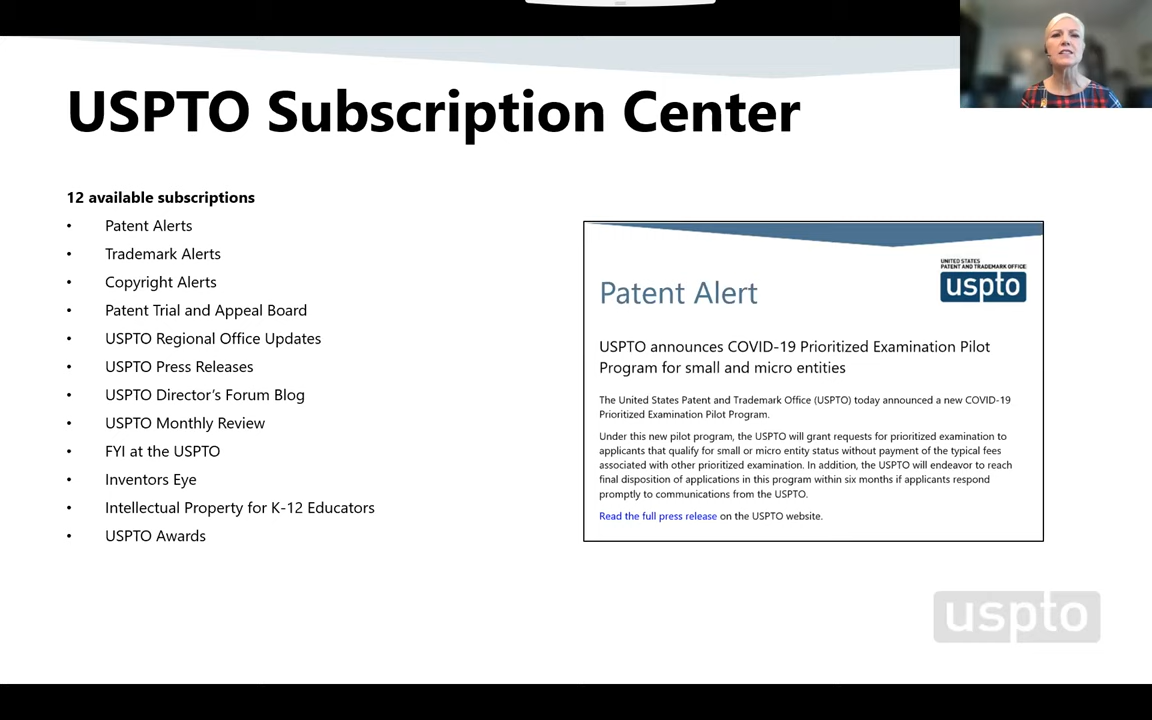 USPTO Subscription Center
12 available subscriptions
• Patent Alerts
• Trademark Alerts
• Copyright Alerts
• Patent Trial and Appeal Board
• USPTO Regional Office Updates
• USPTO Press Releases
• USPTO Director’s Forum Blog
• USPTO Monthly Review
• FYI at the USPTO
• Inventors Eye
• Intellectual Property for K-12 Educators
• USPTO Awards
UNITED STATES
PATENT AND TRADEMARK OFFICE
uspto
Patent Alert
USPTO announces COVID-19 Prioritized Examination Pilot
Program for small and micro entities
The United States Patent and Trademark Office (USPTO) today announced a new COVID-19
Prioritized Examination Pilot Program.
Under this new pilot program, the USPTO will grant requests for prioritized examination to
applicants that qualify for small or micro entity status without payment of the typical fees
associated with other prioritized examination. In addition, the USPTO will endeavor to reach
final disposition of applications in this program within six months if applicants respond
promptly to communications from the USPTO.
Read the full press release on the USPTO website.
uspto